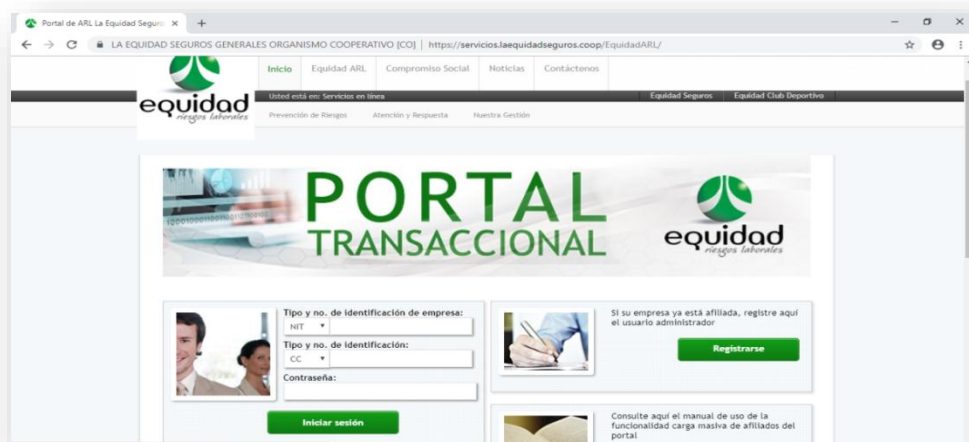 Portal de ARL La Equidad Seguro
LA EQUIDAD SEGUROS GENERALES ORGANISMO COOPERATIVO [CO] | https://servicios.laequidadseguros.coop/EquidadARL/
Inicio Equidad ARL Compromiso Social Noticias Contáctenos
equidad
riesgos laborales
Usted está en: Servicios en línea Equidad Seguros Equidad Club Deportivo
Prevención de Riesgos Atención y Respuesta Nuestra Gestión
PORTAL
TRANSACCIONAL
equidad
riesgos laborales
Tipo y no. de identificación de empresa:
NIT
Tipo y no. de identificación:
CC
Contraseña:
Iniciar sesión
Si su empresa ya está afiliada, registre aquí
el usuario administrador
Registrarse
Consulte aquí el manual de uso de la
funcionalidad carga masiva de afiliados del
portal